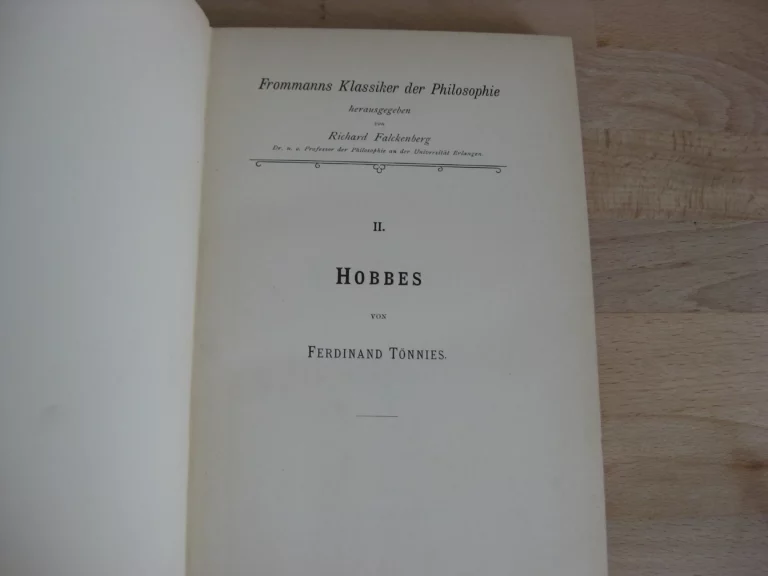 Frommanns Klassiker der Philosophie
herausgegeben
von
Richard Falckenberg
Dr. u. o. Professor der Philosophie an der Universität Erlangen
II.
HOBBES
VON
FERDINAND TÖNNIES.